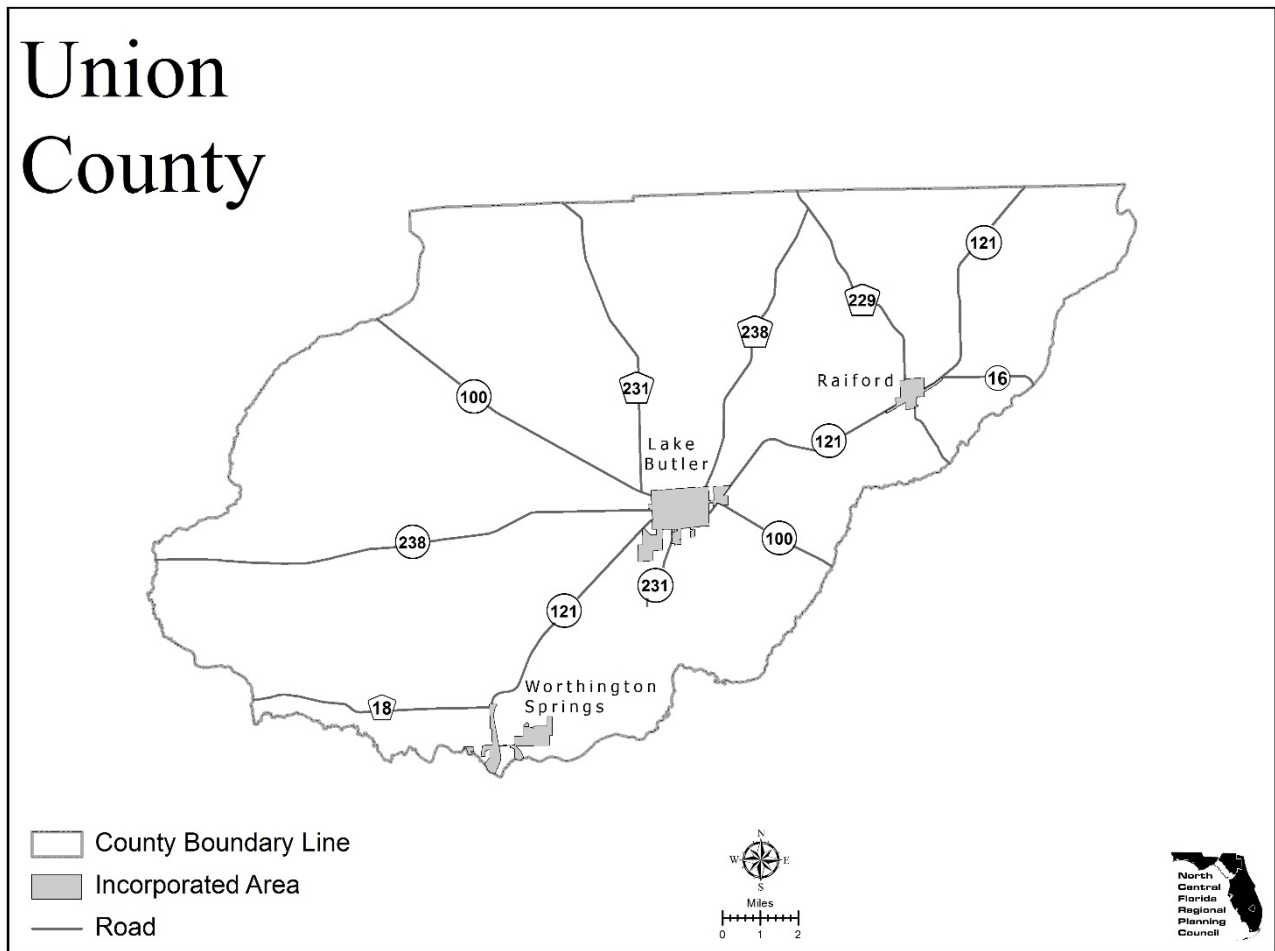 Union
County
121
229
238
Raiford
16
231
100
121
Lake
Butler
238
100
231
121
Worthington
Springs
18
County Boundary Line
Incorporated Area
Road
N
W
E
S
Miles
0 1 2
North
Central
Florida
Regional
Planning
Council